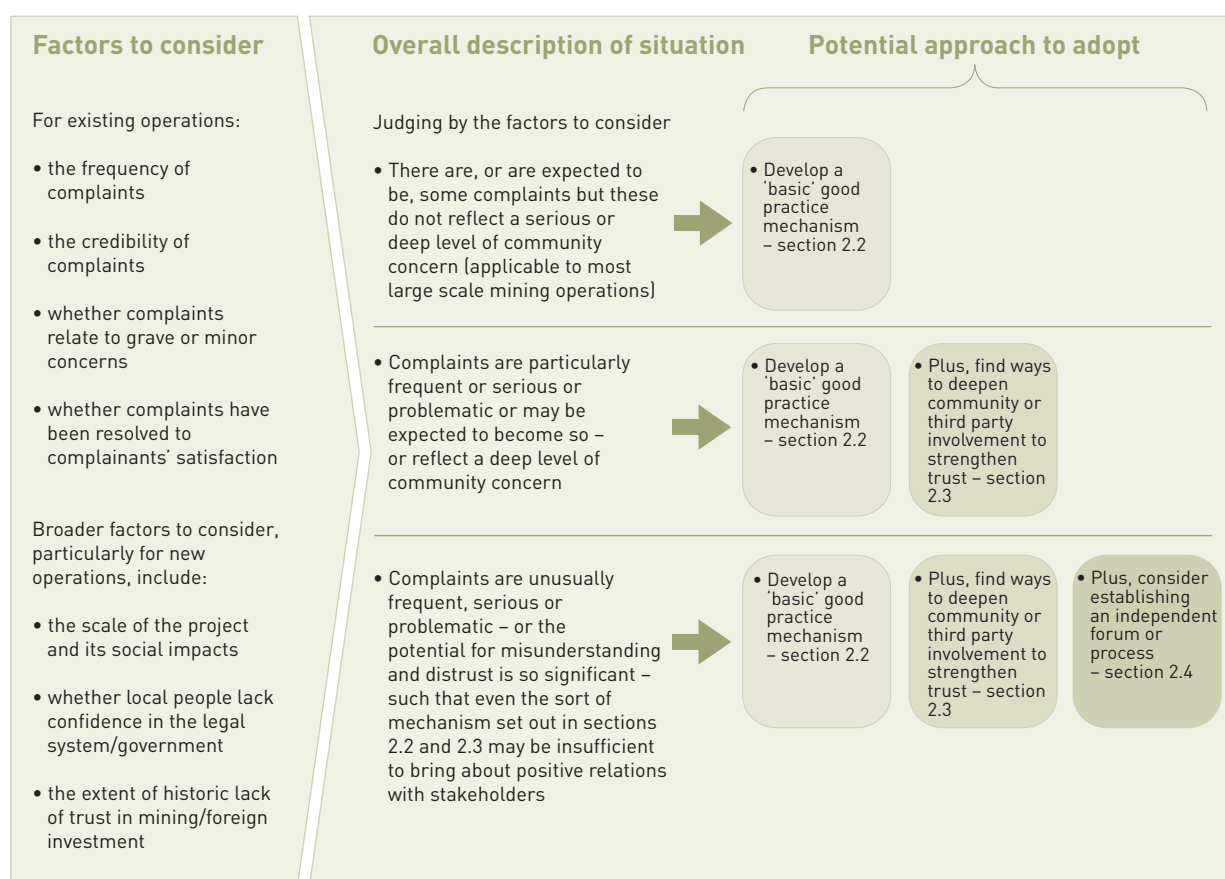 Factors to consider
For existing operations:
• the frequency of
complaints
• the credibility of
complaints
• whether complaints
relate to grave or minor
concerns
• whether complaints have
been resolved to
complainants’ satisfaction
Broader factors to consider,
particularly for new
operations, include:
• the scale of the project
and its social impacts
• whether local people lack
confidence in the legal
system/government
• the extent of historic lack
of trust in mining/foreign
investment
Overall description of situation
Potential approach to adopt
Judging by the factors to consider
• There are, or are expected to
be, some complaints but these
do not reflect a serious or
deep level of community
concern (applicable to most
large scale mining operations)
• Develop a
‘basic’ good
practice
mechanism
– section 2.2
• Complaints are particularly
frequent or serious or
problematic or may be
expected to become so –
or reflect a deep level of
community concern
• Develop a
‘basic’ good
practice
mechanism
– section 2.2
• Plus, find ways
to deepen
community or
third party
involvement to
strengthen
trust – section
2.3
• Complaints are unusually
frequent, serious or
problematic – or the
potential for misunderstanding
and distrust is so significant –
such that even the sort of
mechanism set out in sections
2.2 and 2.3 may be insufficient
to bring about positive relations
with stakeholders
• Develop a
‘basic’ good
practice
mechanism
– section 2.2
• Plus, find ways
to deepen
community or
third party
involvement to
strengthen
trust – section
2.3
• Plus, consider
establishing
an independent
forum or
process
– section 2.4